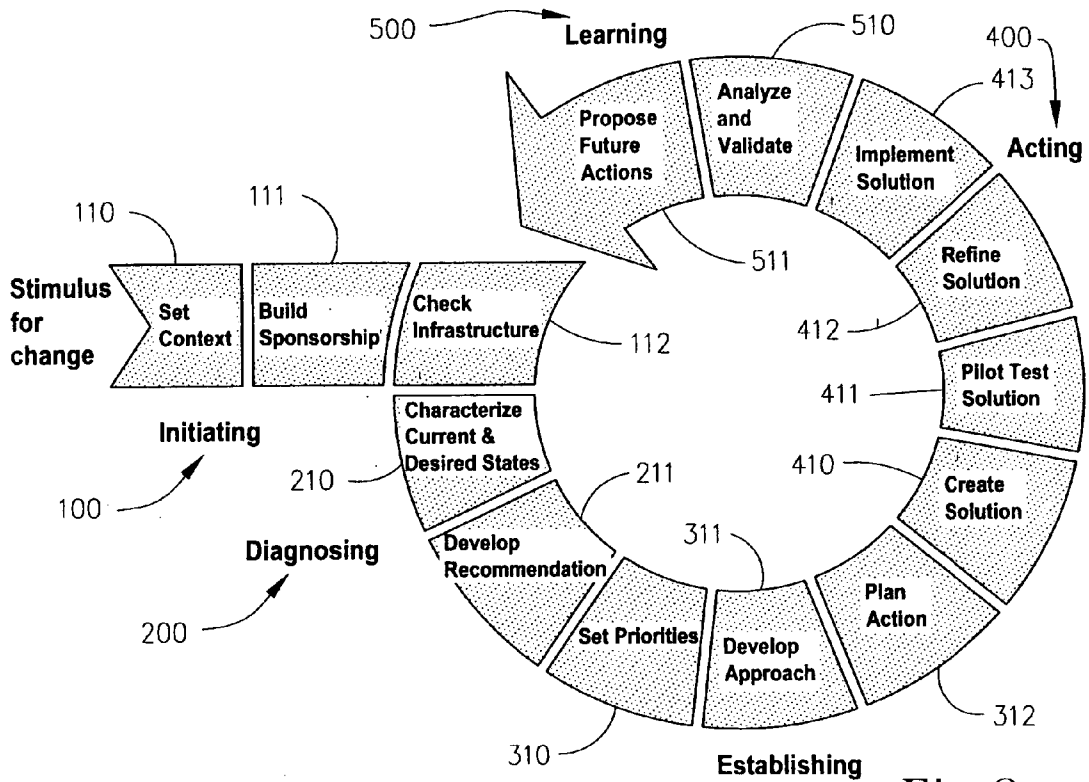 500
Learning
510
400
413
Acting
Propose
Future
Actions
Analyze
and
Validate
Implement
Solution
110
111
511
Refine
Solution
412
Stimulus
for
change
Set
Context
Build
Sponsorship
Check
Infrastructure
112
Pilot Test
Solution
411
Initiating
100
Characterize
Current &
Desired States
210
211
410
Create
Solution
Diagnosing
200
Develop
Recommendation
311
Plan
Action
Set Priorities
Develop
Approach
310
312
Establishing